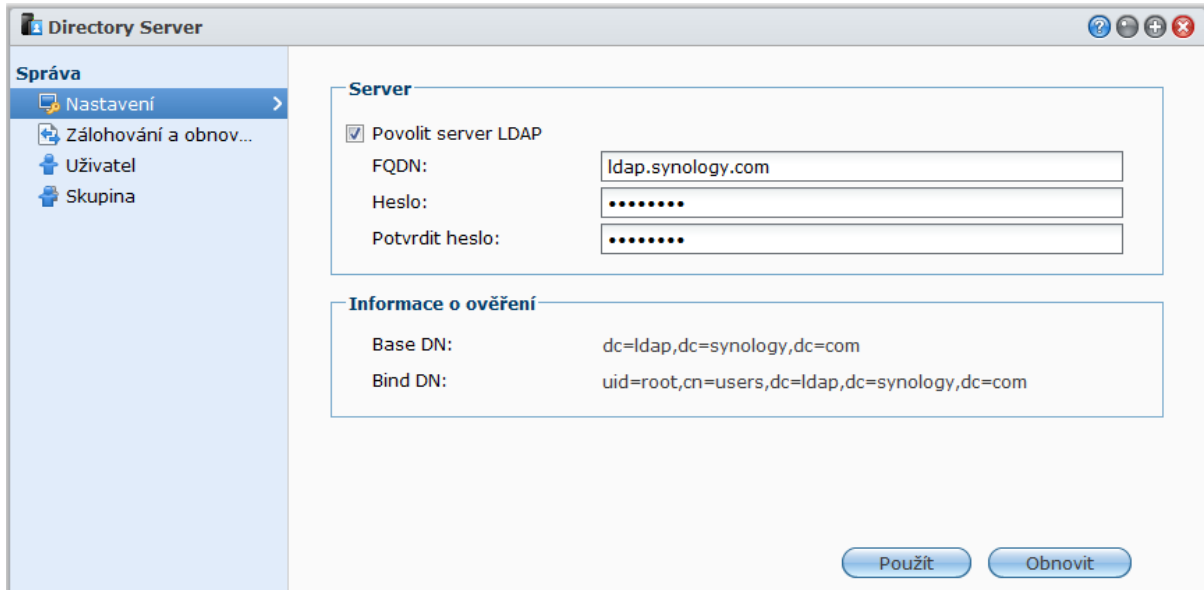 Directory Server
Správa
Nastavení
Zálohování a obnov...
Uživatel
Skupina
Server
Povolit server LDAP
FQDN: ldap.synology.com
Heslo: ••••••••
Potvrdit heslo: ••••••••
Informace o ověření
Base DN: dc=ldap,dc=synology,dc=com
Bind DN: uid=root,cn=users,dc=ldap,dc=synology,dc=com
Použít Obnovit